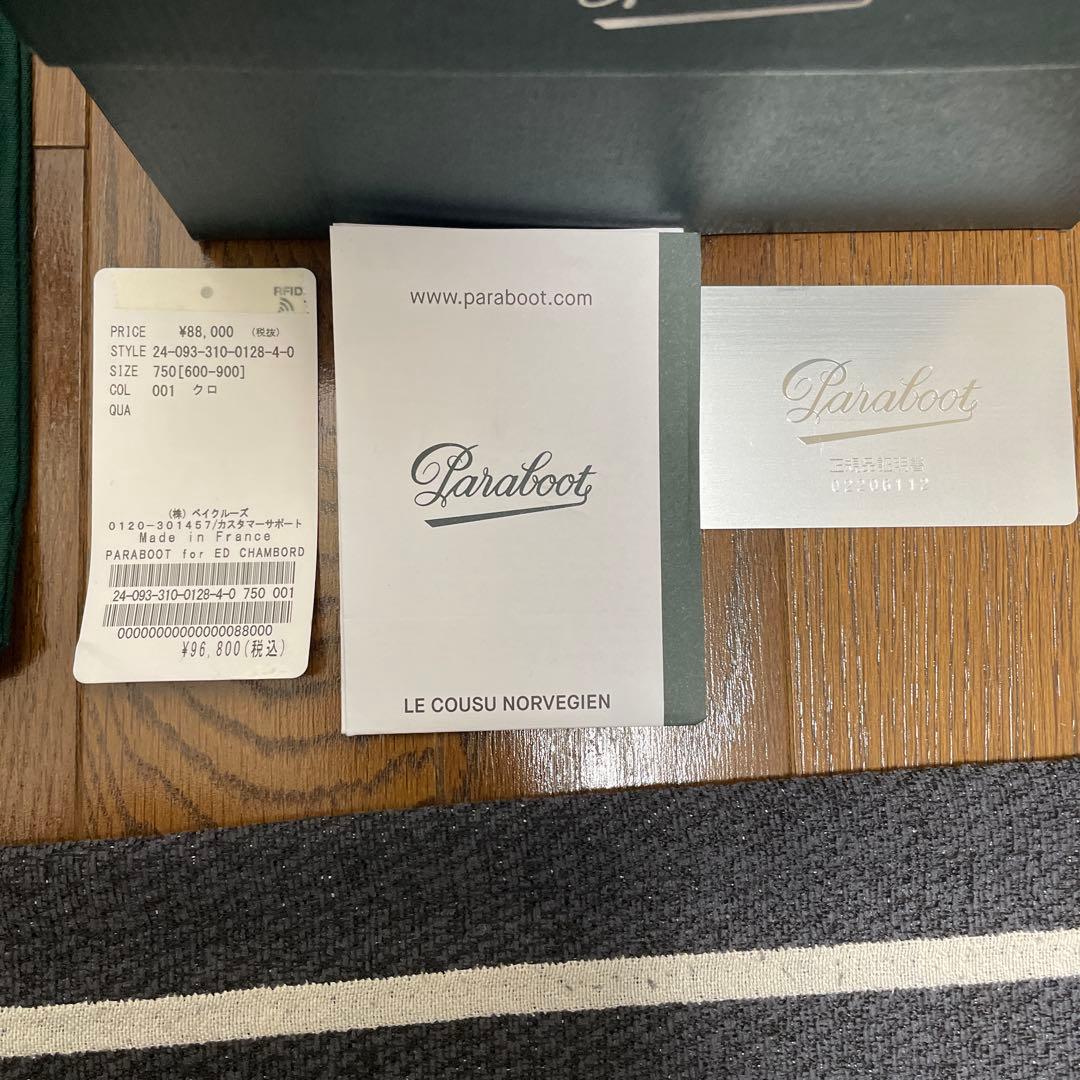 RFID
PRICE ¥88,000 (税抜)
STYLE 24-093-310-0128-4-0
SIZE 750[600-900]
COL 001 クロ
QUA
(株) ベイクルーズ
0120-301457/カスタマーサポート
Made in France
PARABOOT for ED CHAMBORD
24-093-310-0128-4-0 750 001
00000000000000088000
¥96,800(税込)
www.paraboot.com
Paraboot
LE COUSU NORVEGIEN
Paraboot
正規品証明書
02206112